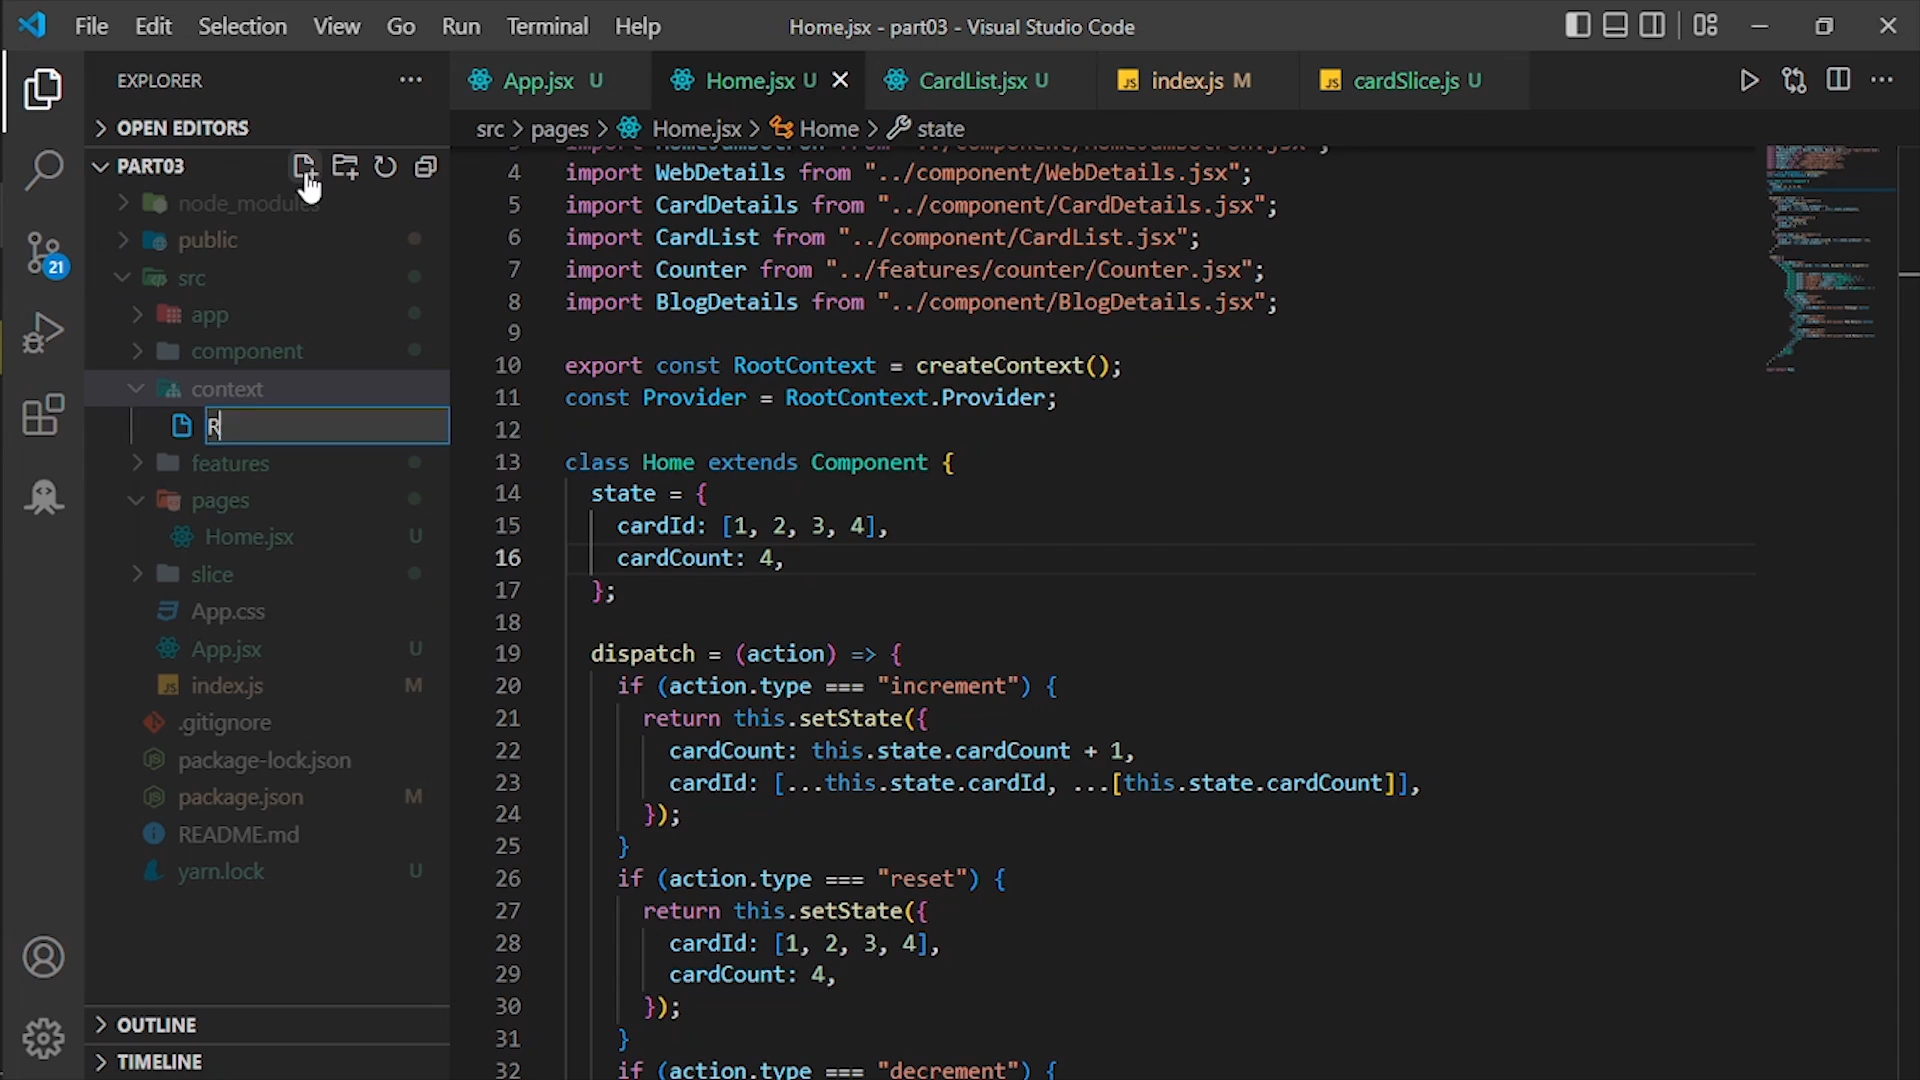 File Edit Selection View Go Run Terminal Help
Home.jsx - part03 - Visual Studio Code
EXPLORER
App.jsx U
Home.jsx U
CardList.jsx U
JS index.js M
JS cardSlice.js U
OPEN EDITORS
src > pages > Home.jsx > Home > state
PART03
node_modules
public
src
app
component
context
R
features
pages
Home.jsx U
slice
App.css
App.jsx U
JS index.js M
.gitignore
package-lock.json
package.json M
README.md
yarn.lock U
OUTLINE
TIMELINE
21
4 import WebDetails from "../component/WebDetails.jsx";
5 import CardDetails from "../component/CardDetails.jsx";
6 import CardList from "../component/CardList.jsx";
7 import Counter from "../features/counter/Counter.jsx";
8 import BlogDetails from "../component/BlogDetails.jsx";
9
10 export const RootContext = createContext();
11 const Provider = RootContext.Provider;
12
13 class Home extends Component {
14 state = {
15 cardId: [1, 2, 3, 4],
16 cardCount: 4,
17 };
18
19 dispatch = (action) => {
20 if (action.type === "increment") {
21 return this.setState({
22 cardCount: this.state.cardCount + 1,
23 cardId: [...this.state.cardId, ...[this.state.cardCount]],
24 });
25 }
26 if (action.type === "reset") {
27 return this.setState({
28 cardId: [1, 2, 3, 4],
29 cardCount: 4,
30 });
31 }
32 if (action.type === "decrement") {